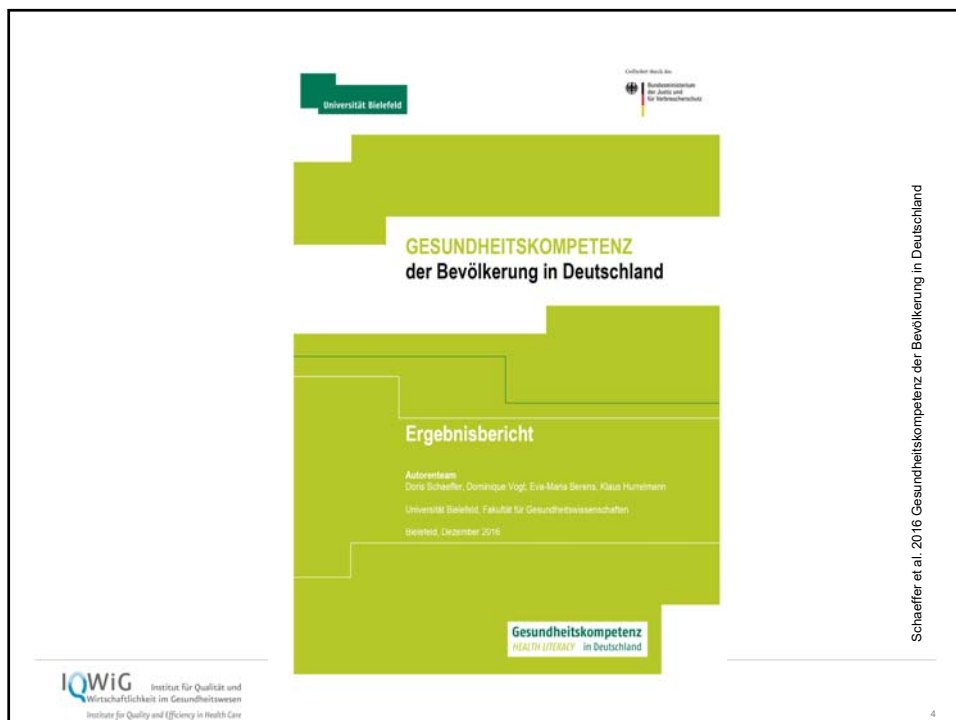 Universität Bielefeld
Gefördert durch das
Bundesministerium
der Justiz und
für Verbraucherschutz
GESUNDHEITSKOMPETENZ
der Bevölkerung in Deutschland
Ergebnisbericht
Autorenteam
Doris Schaeffer, Dominique Vogt, Eva-Maria Berens, Klaus Hurrelmann
Universität Bielefeld, Fakultät für Gesundheitswissenschaften
Bielefeld, Dezember 2016
Gesundheitskompetenz
HEALTH LITERACY in Deutschland
Schaeffer et al. 2016 Gesundheitskompetenz der Bevölkerung in Deutschland
IQWiG Institut für Qualität und
Wirtschaftlichkeit im Gesundheitswesen
Institute for Quality and Efficiency in Health Care
4